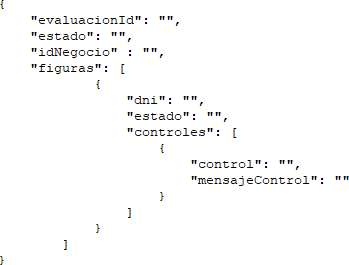 {
    "evaluacionId": "",
    "estado": "",
    "idNegocio" : "",
    "figuras": [
            {
                "dni": "",
                "estado": "",
                "controles": [
                    {
                        "control": "",
                        "mensajeControl": ""
                    }
                ]
            }
        ]
}